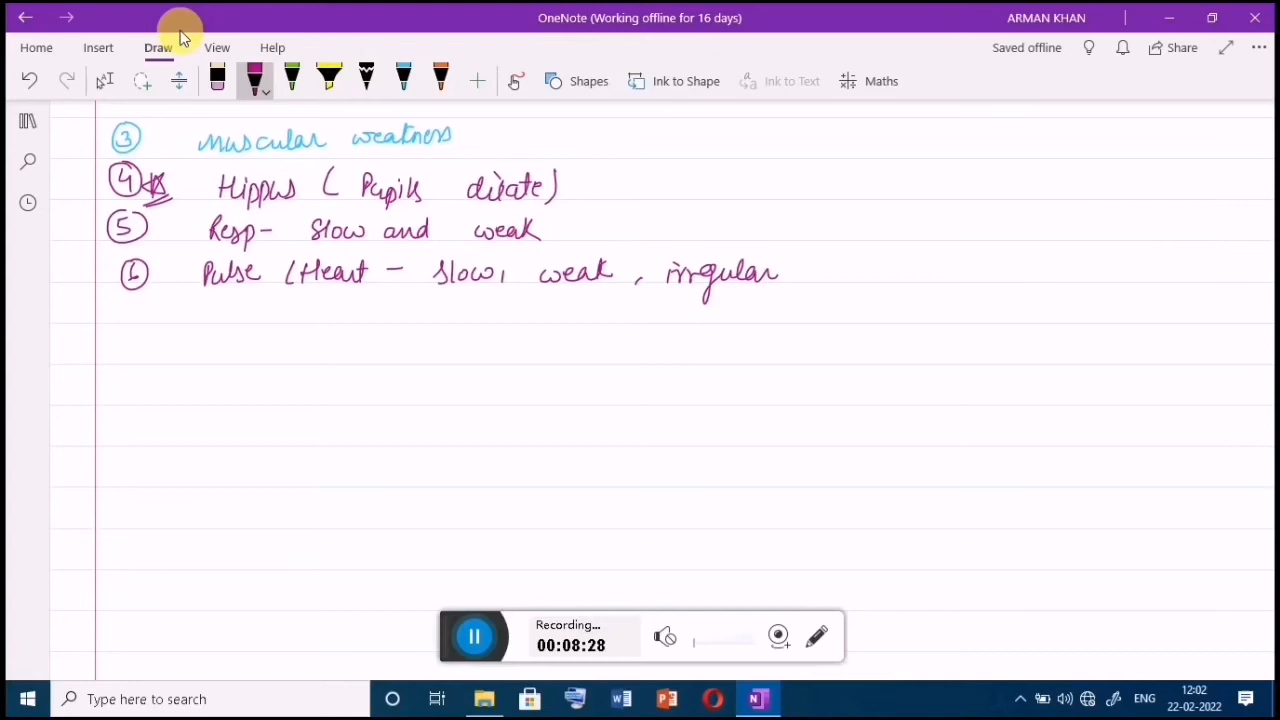 OneNote (Working offline for 16 days)
ARMAN KHAN
Home Insert Draw View Help
Saved offline Share
Shapes Ink to Shape Ink to Text Maths
3 Muscular weakness
4 Hippus ( Pupils dilate)
5 Resp- Slow and weak
6 Pulse (Heart - slow, weak, irregular
Recording...
00:08:28
Type here to search
ENG
12:02
22-02-2022